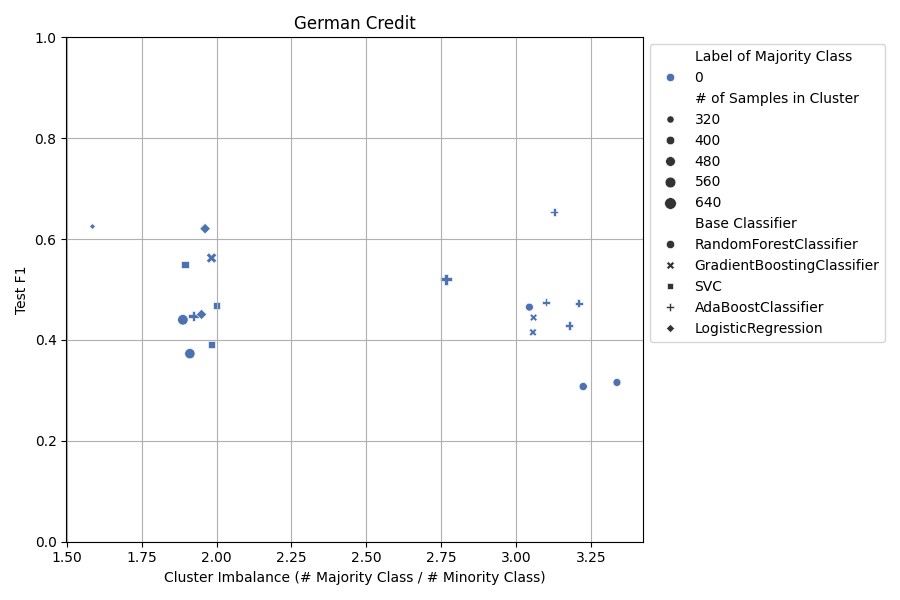 German Credit
1.0
0.8
0.6
0.4
0.2
0.0
Test F1
1.50 1.75 2.00 2.25 2.50 2.75 3.00 3.25
Cluster Imbalance (# Majority Class / # Minority Class)
Label of Majority Class
0
# of Samples in Cluster
320
400
480
560
640
Base Classifier
RandomForestClassifier
GradientBoostingClassifier
SVC
AdaBoostClassifier
LogisticRegression